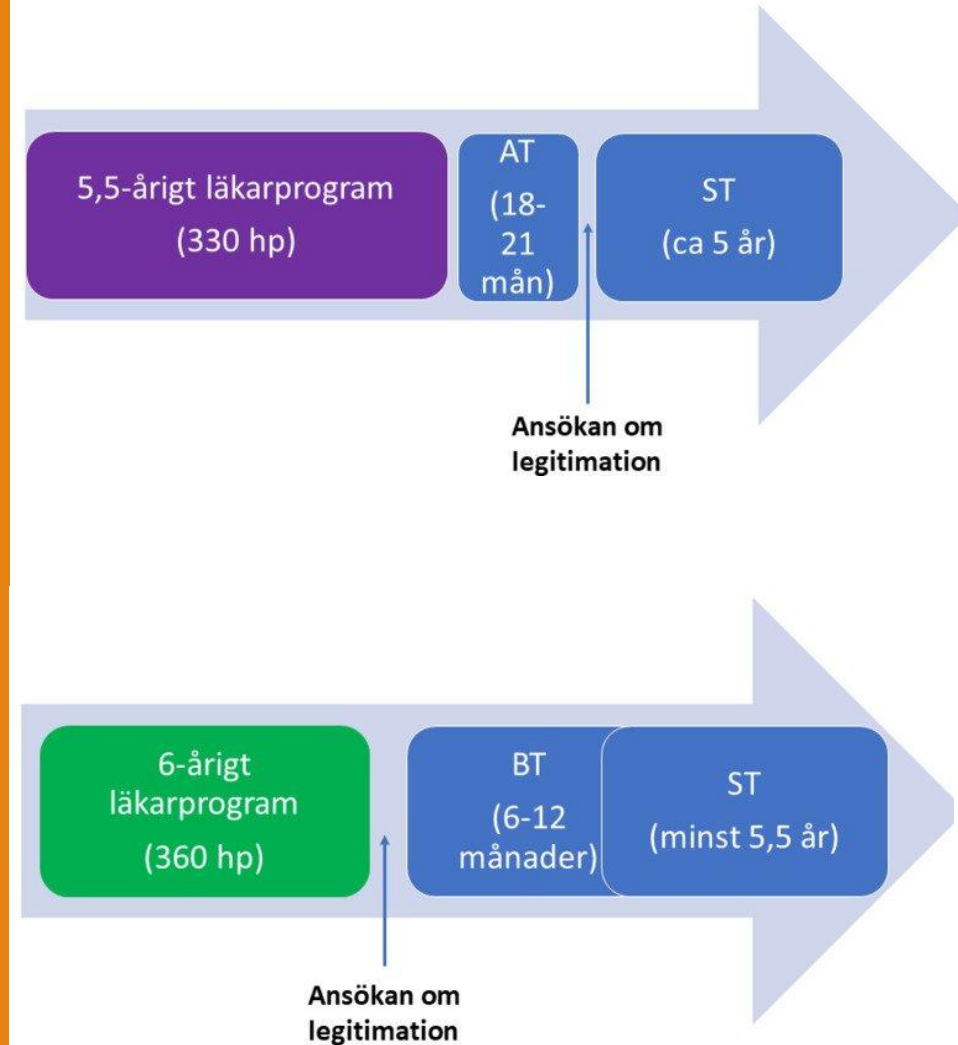 5,5-årigt läkarprogram
(330 hp)
AT
(18-
21
mån)
ST
(ca 5 år)
Ansökan om
legitimation
6-årigt
läkarprogram
(360 hp)
BT
(6-12
månader)
ST
(minst 5,5 år)
Ansökan om
legitimation